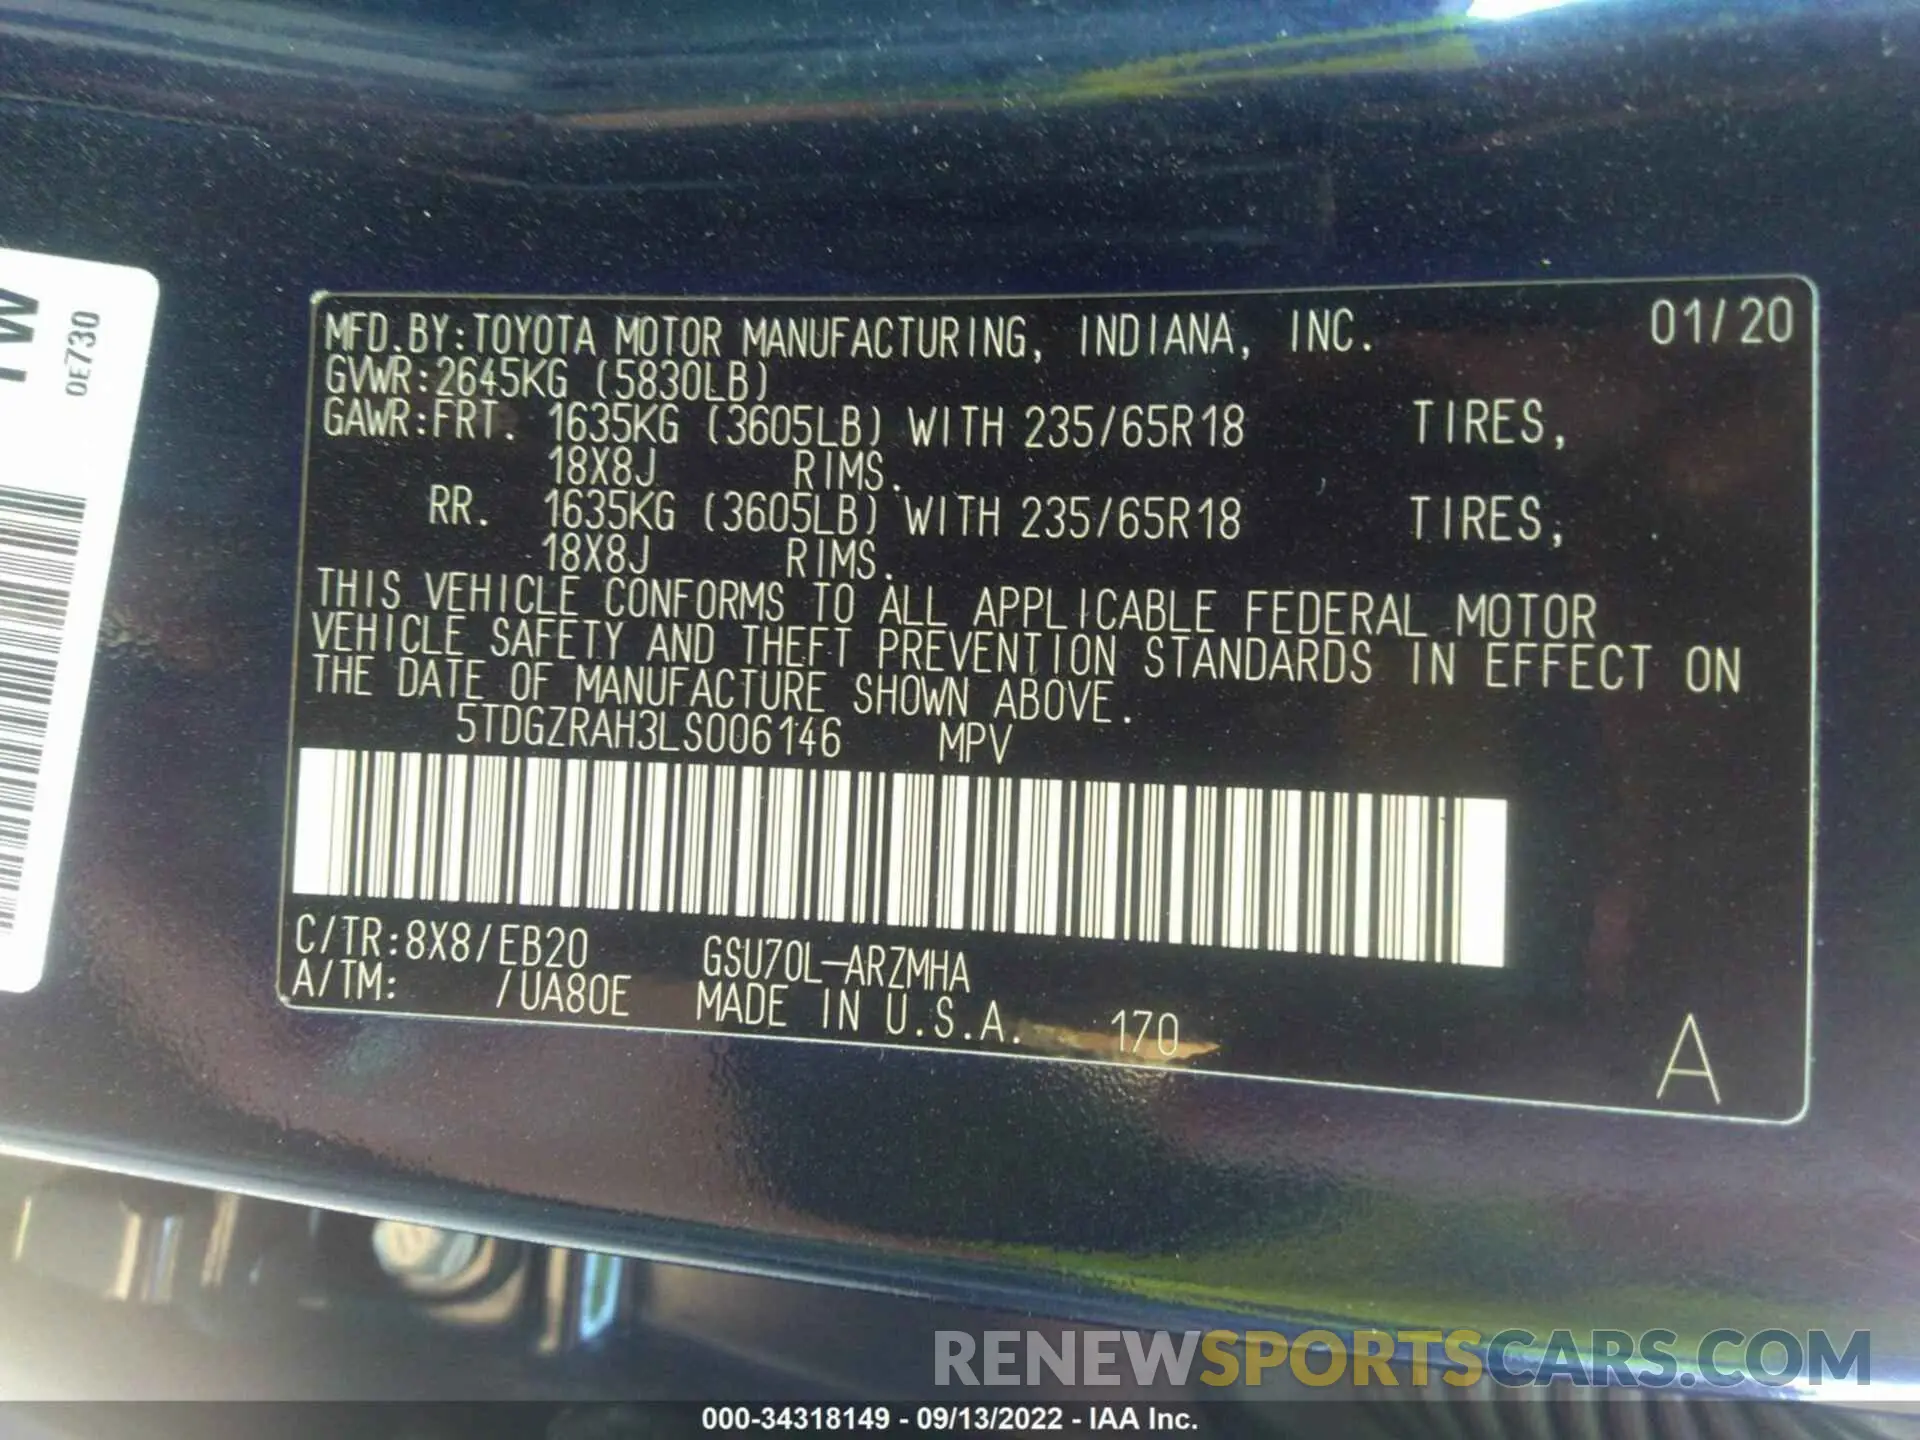 MFD.BY:TOYOTA MOTOR MANUFACTURING, INDIANA, INC. 01/20
GVWR:2645KG (5830LB)
GAWR:FRT. 1635KG (3605LB) WITH 235/65R18 TIRES,
18X8J RIMS.
RR. 1635KG (3605LB) WITH 235/65R18 TIRES,
18X8J RIMS.
THIS VEHICLE CONFORMS TO ALL APPLICABLE FEDERAL MOTOR
VEHICLE SAFETY AND THEFT PREVENTION STANDARDS IN EFFECT ON
THE DATE OF MANUFACTURE SHOWN ABOVE.
5TDGZRAH3LS006146 MPV
C/TR:8X8/EB20 GSU70L-ARZMHA
A/TM: /UA80E MADE IN U.S.A. 170
A
0E730
RENEWSPORTSCARS.COM
000-34318149 - 09/13/2022 - IAA Inc.